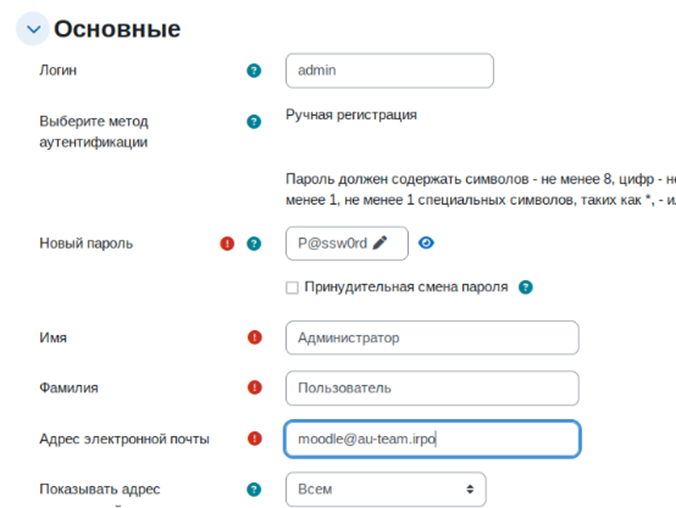 Основные
Логин
admin
Выберите метод
аутентификации
Ручная регистрация
Пароль должен содержать символов - не менее 8, цифр - не
менее 1, не менее 1 специальных символов, таких как *, -
Новый пароль
P@ssw0rd
Принудительная смена пароля
Имя
Администратор
Фамилия
Пользователь
Адрес электронной почты
moodle@au-team.irpo
Показывать адрес
Всем